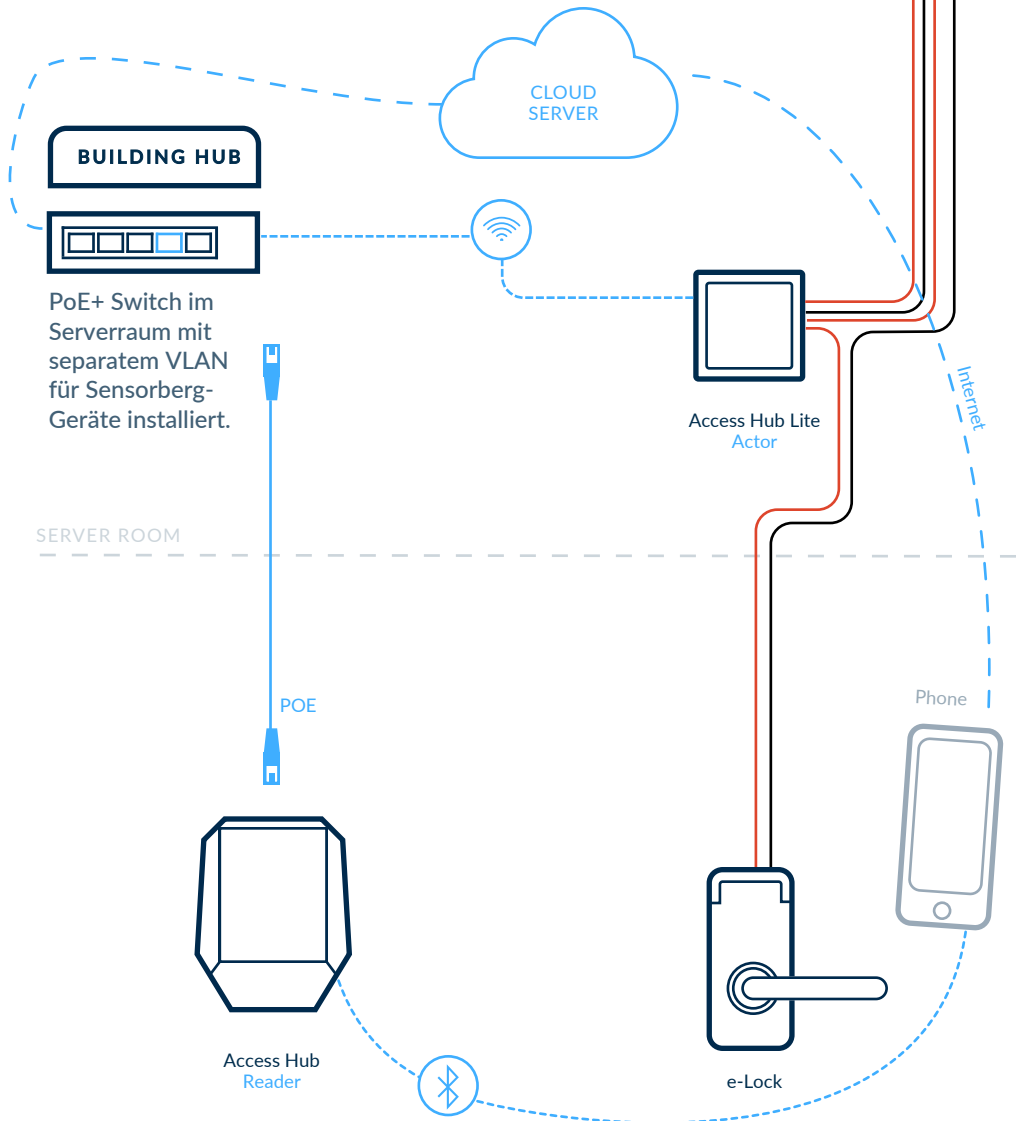 CLOUD
SERVER
BUILDING HUB
PoE+ Switch im
Serverraum mit
separatem VLAN
für Sensorberg-
Geräte installiert.
Internet
Access Hub Lite
Actor
SERVER ROOM
POE
Phone
Access Hub
Reader
e-Lock